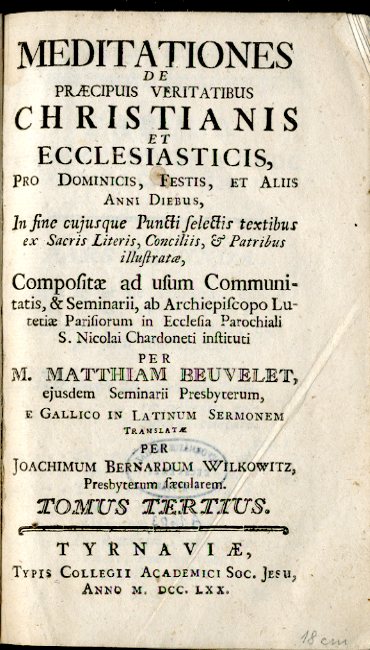 MEDITATIONES
DE
PRÆCIPUIS VERITATIBUS
CHRISTIANIS
ET
ECCLESIASTICIS,
PRO DOMINICIS, FESTIS, ET ALIIS
ANNI DIEBUS,
In fine cujusque Puncti ſelectis textibus
ex Sacris Literis, Conciliis, & Patribus
illuſtratæ,
Compoſitæ ad uſum Communi-
tatis, & Seminarii, ab Archiepiſcopo Lu-
tetiæ Pariſiorum in Eccleſia Parochiali
S. Nicolai Chardoneti inſtituti
PER
M. MATTHIAM BEUVELET,
ejusdem Seminarii Presbyterum,
E GALLICO IN LATINUM SERMONEM
TRANSLATÆ
PER
JOACHIMUM BERNARDUM WILKOWITZ,
Presbyterum ſæcularem.
TOMUS TERTIUS.
TYRNAVIÆ,
TYPIS COLLEGII ACADEMICI SOC. JESU,
ANNO M. DCC. LXX.
18 cm